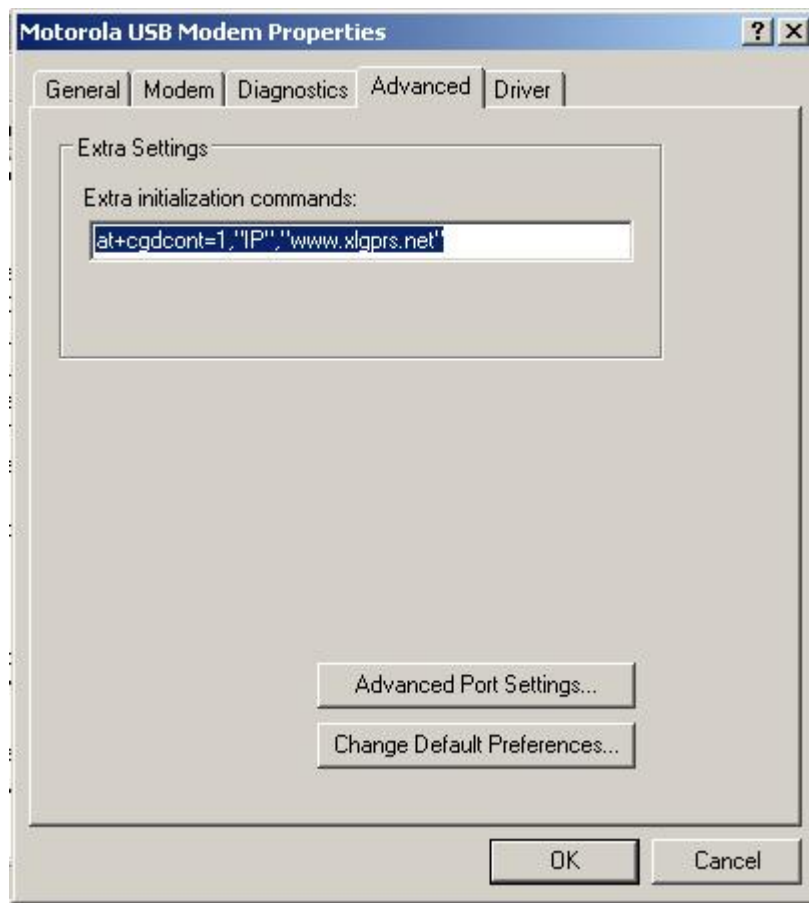 Motorola USB Modem Properties
General Modem Diagnostics Advanced Driver
Extra Settings
Extra initialization commands:
at+cgdcont=1,"IP","www.xlgprs.net"
Advanced Port Settings...
Change Default Preferences...
OK Cancel